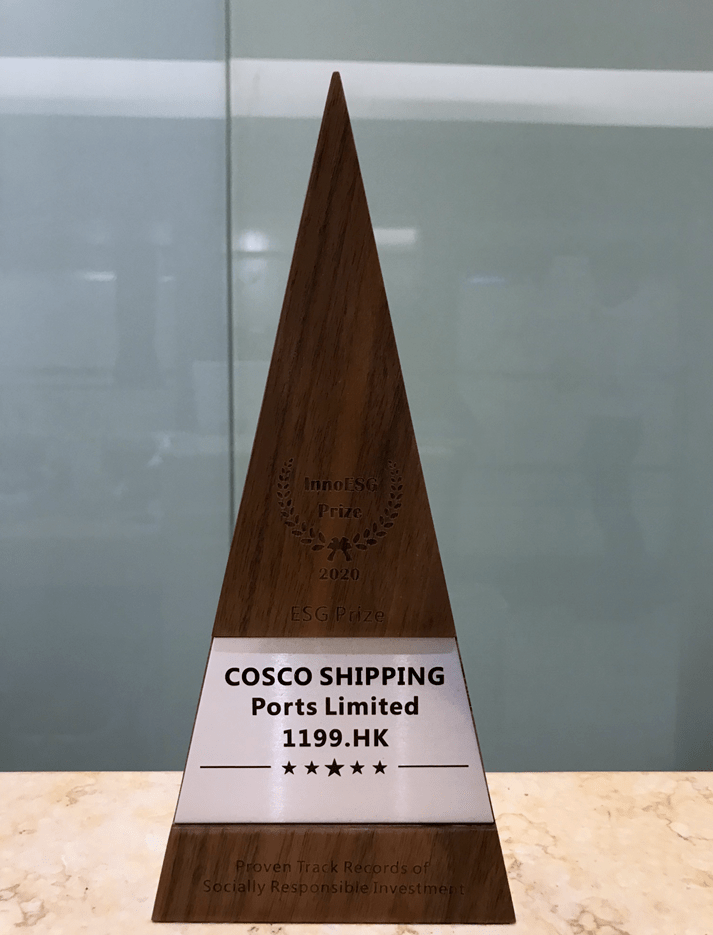 InnoESG
Prize
2020
ESG Prize
COSCO SHIPPING
Ports Limited
1199.HK
Proven Track Records of
Socially Responsible Investment